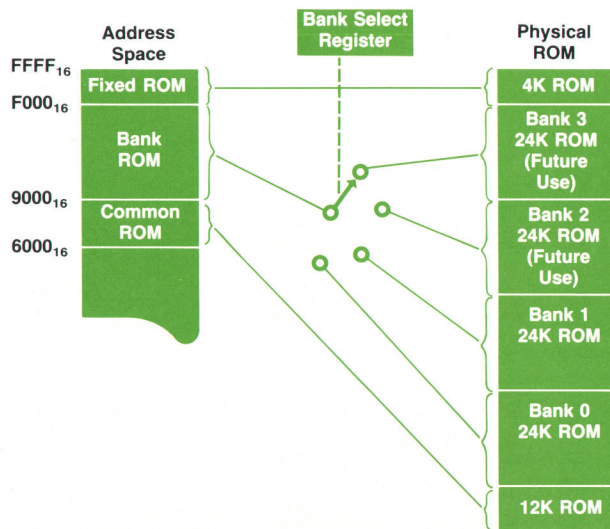 Bank Select
Register
Address
Space
Physical
ROM
FFFF₁₆
Fixed ROM
4K ROM
F000₁₆
Bank
ROM
Bank 3
24K ROM
(Future
Use)
9000₁₆
Common
ROM
Bank 2
24K ROM
(Future
Use)
6000₁₆
Bank 1
24K ROM
Bank 0
24K ROM
12K ROM